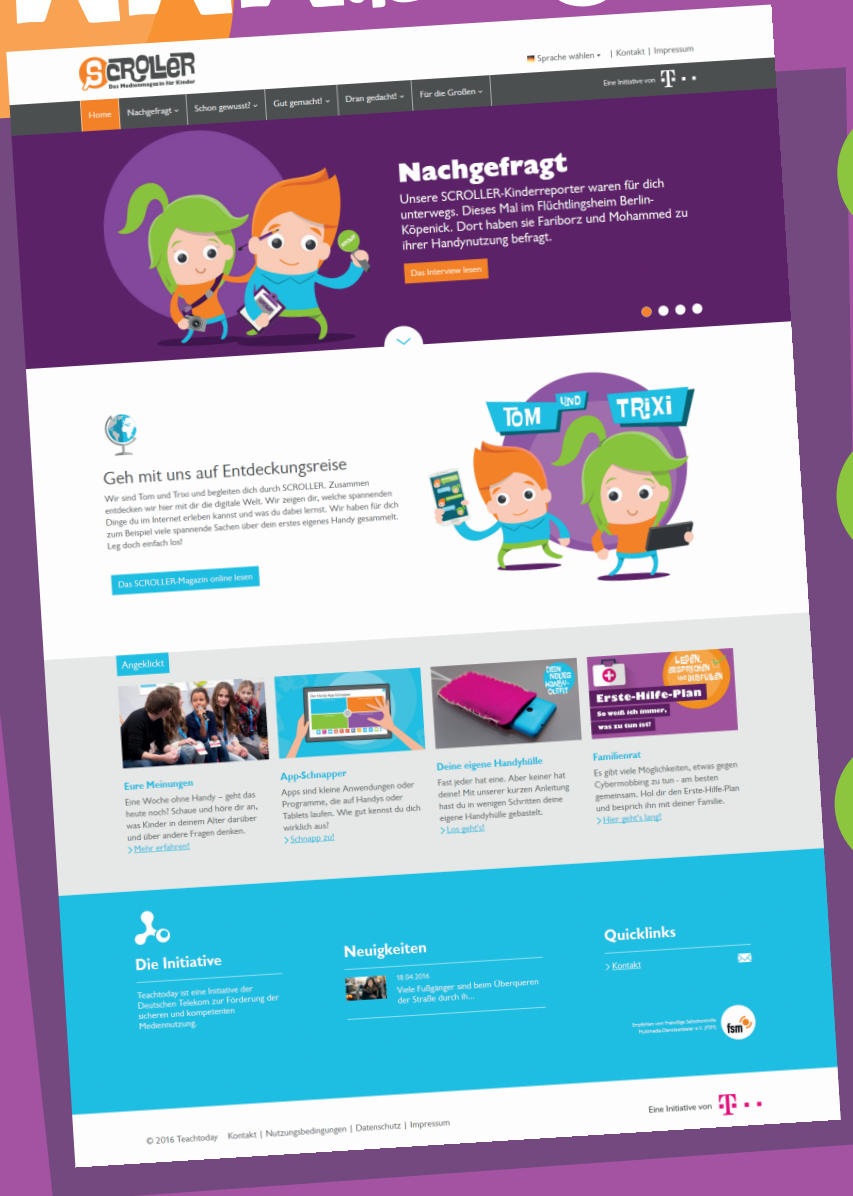 SCROLLER
Das Medienmagazin für Kinder
Sprache wählen | Kontakt | Impressum
Home Nachgefragt Schon gewusst? Gut gemacht! Dran gedacht! Für die Großen
Eine Initiative von T
Nachgefragt
Unsere SCROLLER-Kinderreporter waren für dich
unterwegs. Dieses Mal im Flüchtlingsheim Berlin-
Köpenick. Dort haben sie Fariborz und Mohammed zu
ihrer Handynutzung befragt.
Das Interview lesen
TOM UND TRiXi
Geh mit uns auf Entdeckungsreise
Wir sind Tom und Trixi und begleiten dich durch SCROLLER. Zusammen
entdecken wir hier mit dir die digitale Welt. Wir zeigen dir, welche spannenden
Dinge du im Internet erleben kannst und was du dabei lernst. Wir haben für dich
zum Beispiel viele spannende Sachen über dein erstes eigenes Handy gesammelt.
Leg doch einfach los!
Das SCROLLER-Magazin online lesen
Angeklickt
Eure Meinungen
Eine Woche ohne Handy – geht das
heute noch? Schaue und höre dir an,
was Kinder in deinem Alter darüber
und über andere Fragen denken.
Mehr erfahren!
App-Schnapper
Apps sind kleine Anwendungen oder
Programme, die auf Handys oder
Tablets laufen. Wie gut kennst du dich
wirklich aus?
Schnapp zu!
DEIN
NEUES
HANDY-
OUTFIT
Deine eigene Handyhülle
Fast jeder hat eine. Aber keiner hat
deine! Mit unserer kurzen Anleitung
hast du in wenigen Schritten deine
eigene Handyhülle gebastelt.
Los geht's!
LESEN,
BESPRECHEN
UND AUSFÜLLEN
Erste-Hilfe-Plan
So weiß ich immer,
was zu tun ist!
Familienrat
Es gibt viele Möglichkeiten, etwas gegen
Cybermobbing zu tun - am besten
gemeinsam. Hol dir den Erste-Hilfe-Plan
und besprich ihn mit deiner Familie.
Hier geht's lang!
Die Initiative
Teachtoday ist eine Initiative der
Deutschen Telekom zur Förderung der
sicheren und kompetenten
Mediennutzung.
Neuigkeiten
18.04.2016
Viele Fußgänger sind beim Überqueren
der Straße durch ih...
Quicklinks
Kontakt
Empfohlen von Freiwillige Selbstkontrolle
Multimedia-Diensteanbieter e.V. (FSM)
fsm
© 2016 Teachtoday Kontakt | Nutzungsbedingungen | Datenschutz | Impressum
Eine Initiative von T